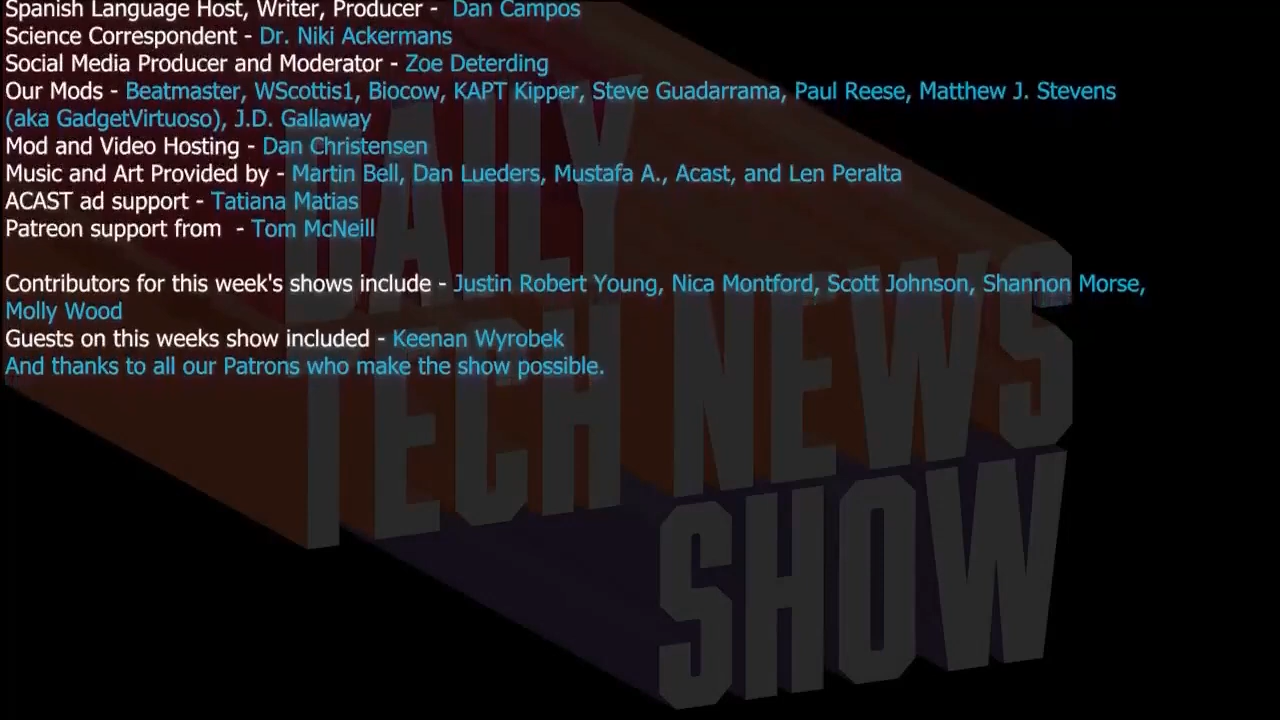 Spanish Language Host, Writer, Producer -  Dan Campos
Science Correspondent - Dr. Niki Ackermans
Social Media Producer and Moderator - Zoe Deterding
Our Mods - Beatmaster, WScottis1, Biocow, KAPT Kipper, Steve Guadarrama, Paul Reese, Matthew J. Stevens
(aka GadgetVirtuoso), J.D. Gallaway
Mod and Video Hosting - Dan Christensen
Music and Art Provided by - Martin Bell, Dan Lueders, Mustafa A., Acast, and Len Peralta
ACAST ad support - Tatiana Matias
Patreon support from  - Tom McNeill
Contributors for this week's shows include - Justin Robert Young, Nica Montford, Scott Johnson, Shannon Morse,
Molly Wood
Guests on this weeks show included - Keenan Wyrobek
And thanks to all our Patrons who make the show possible.
DAILY
TECH NEWS
SHOW